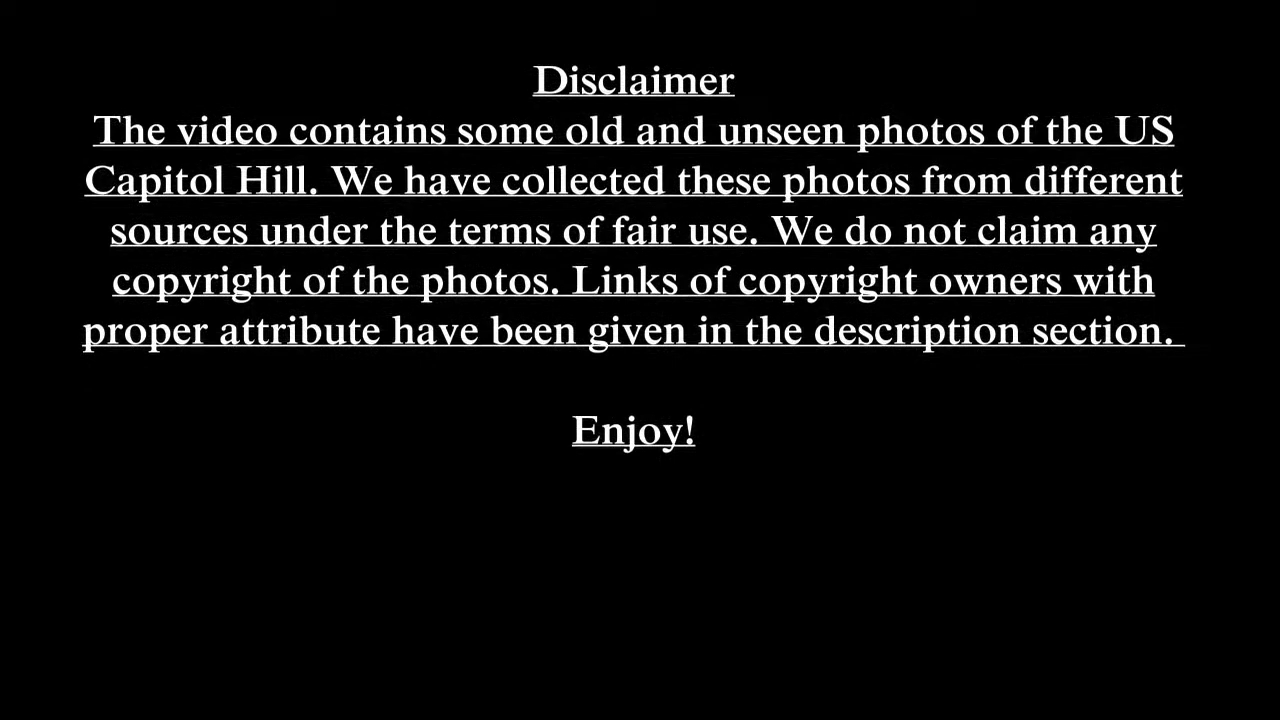 Disclaimer
The video contains some old and unseen photos of the US
Capitol Hill. We have collected these photos from different
sources under the terms of fair use. We do not claim any
copyright of the photos. Links of copyright owners with
proper attribute have been given in the description section.
Enjoy!